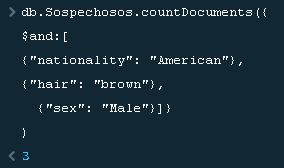 > db.Sospechosos.countDocuments({
$and:[
{"nationality": "American"},
{"hair": "brown"},
{"sex": "Male"}]}
)
< 3